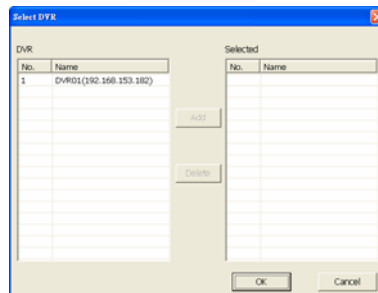 Select DVR
DVR
Selected
No. Name
No. Name
1 DVR01(192.168.153.182)
Add
Delete
OK
Cancel